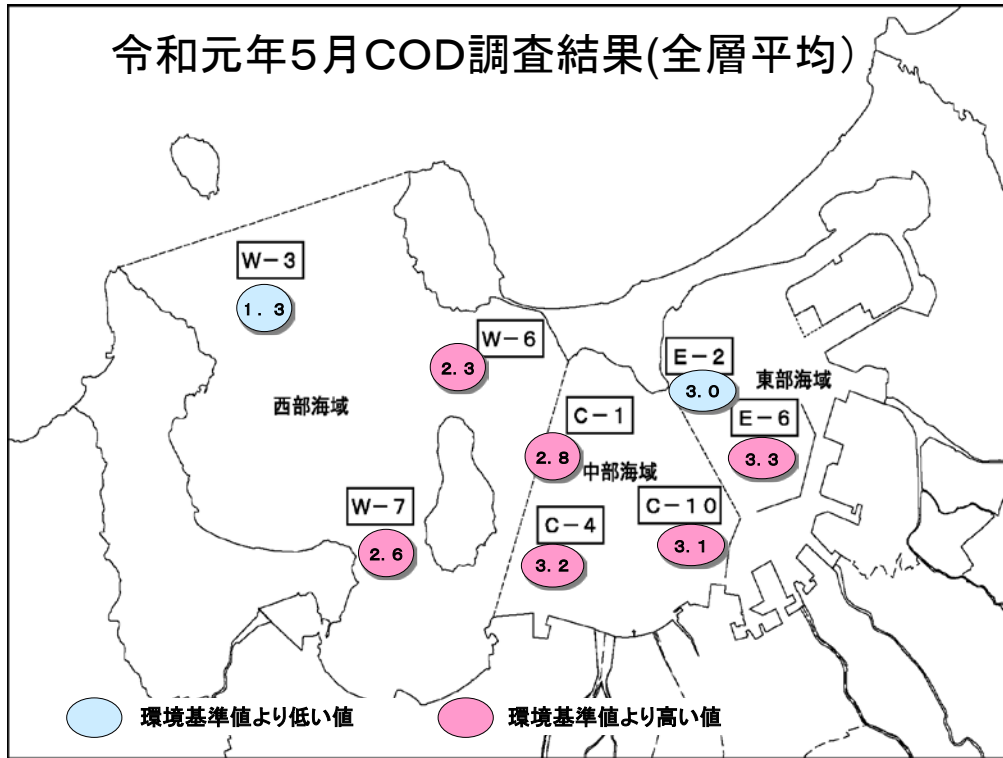 令和元年5月COD調査結果(全層平均)
W-3
1.3
W-6
2.3
E-2
3.0
東部海域
西部海域
C-1
2.8
E-6
3.3
中部海域
W-7
2.6
C-4
3.2
C-10
3.1
環境基準値より低い値
環境基準値より高い値